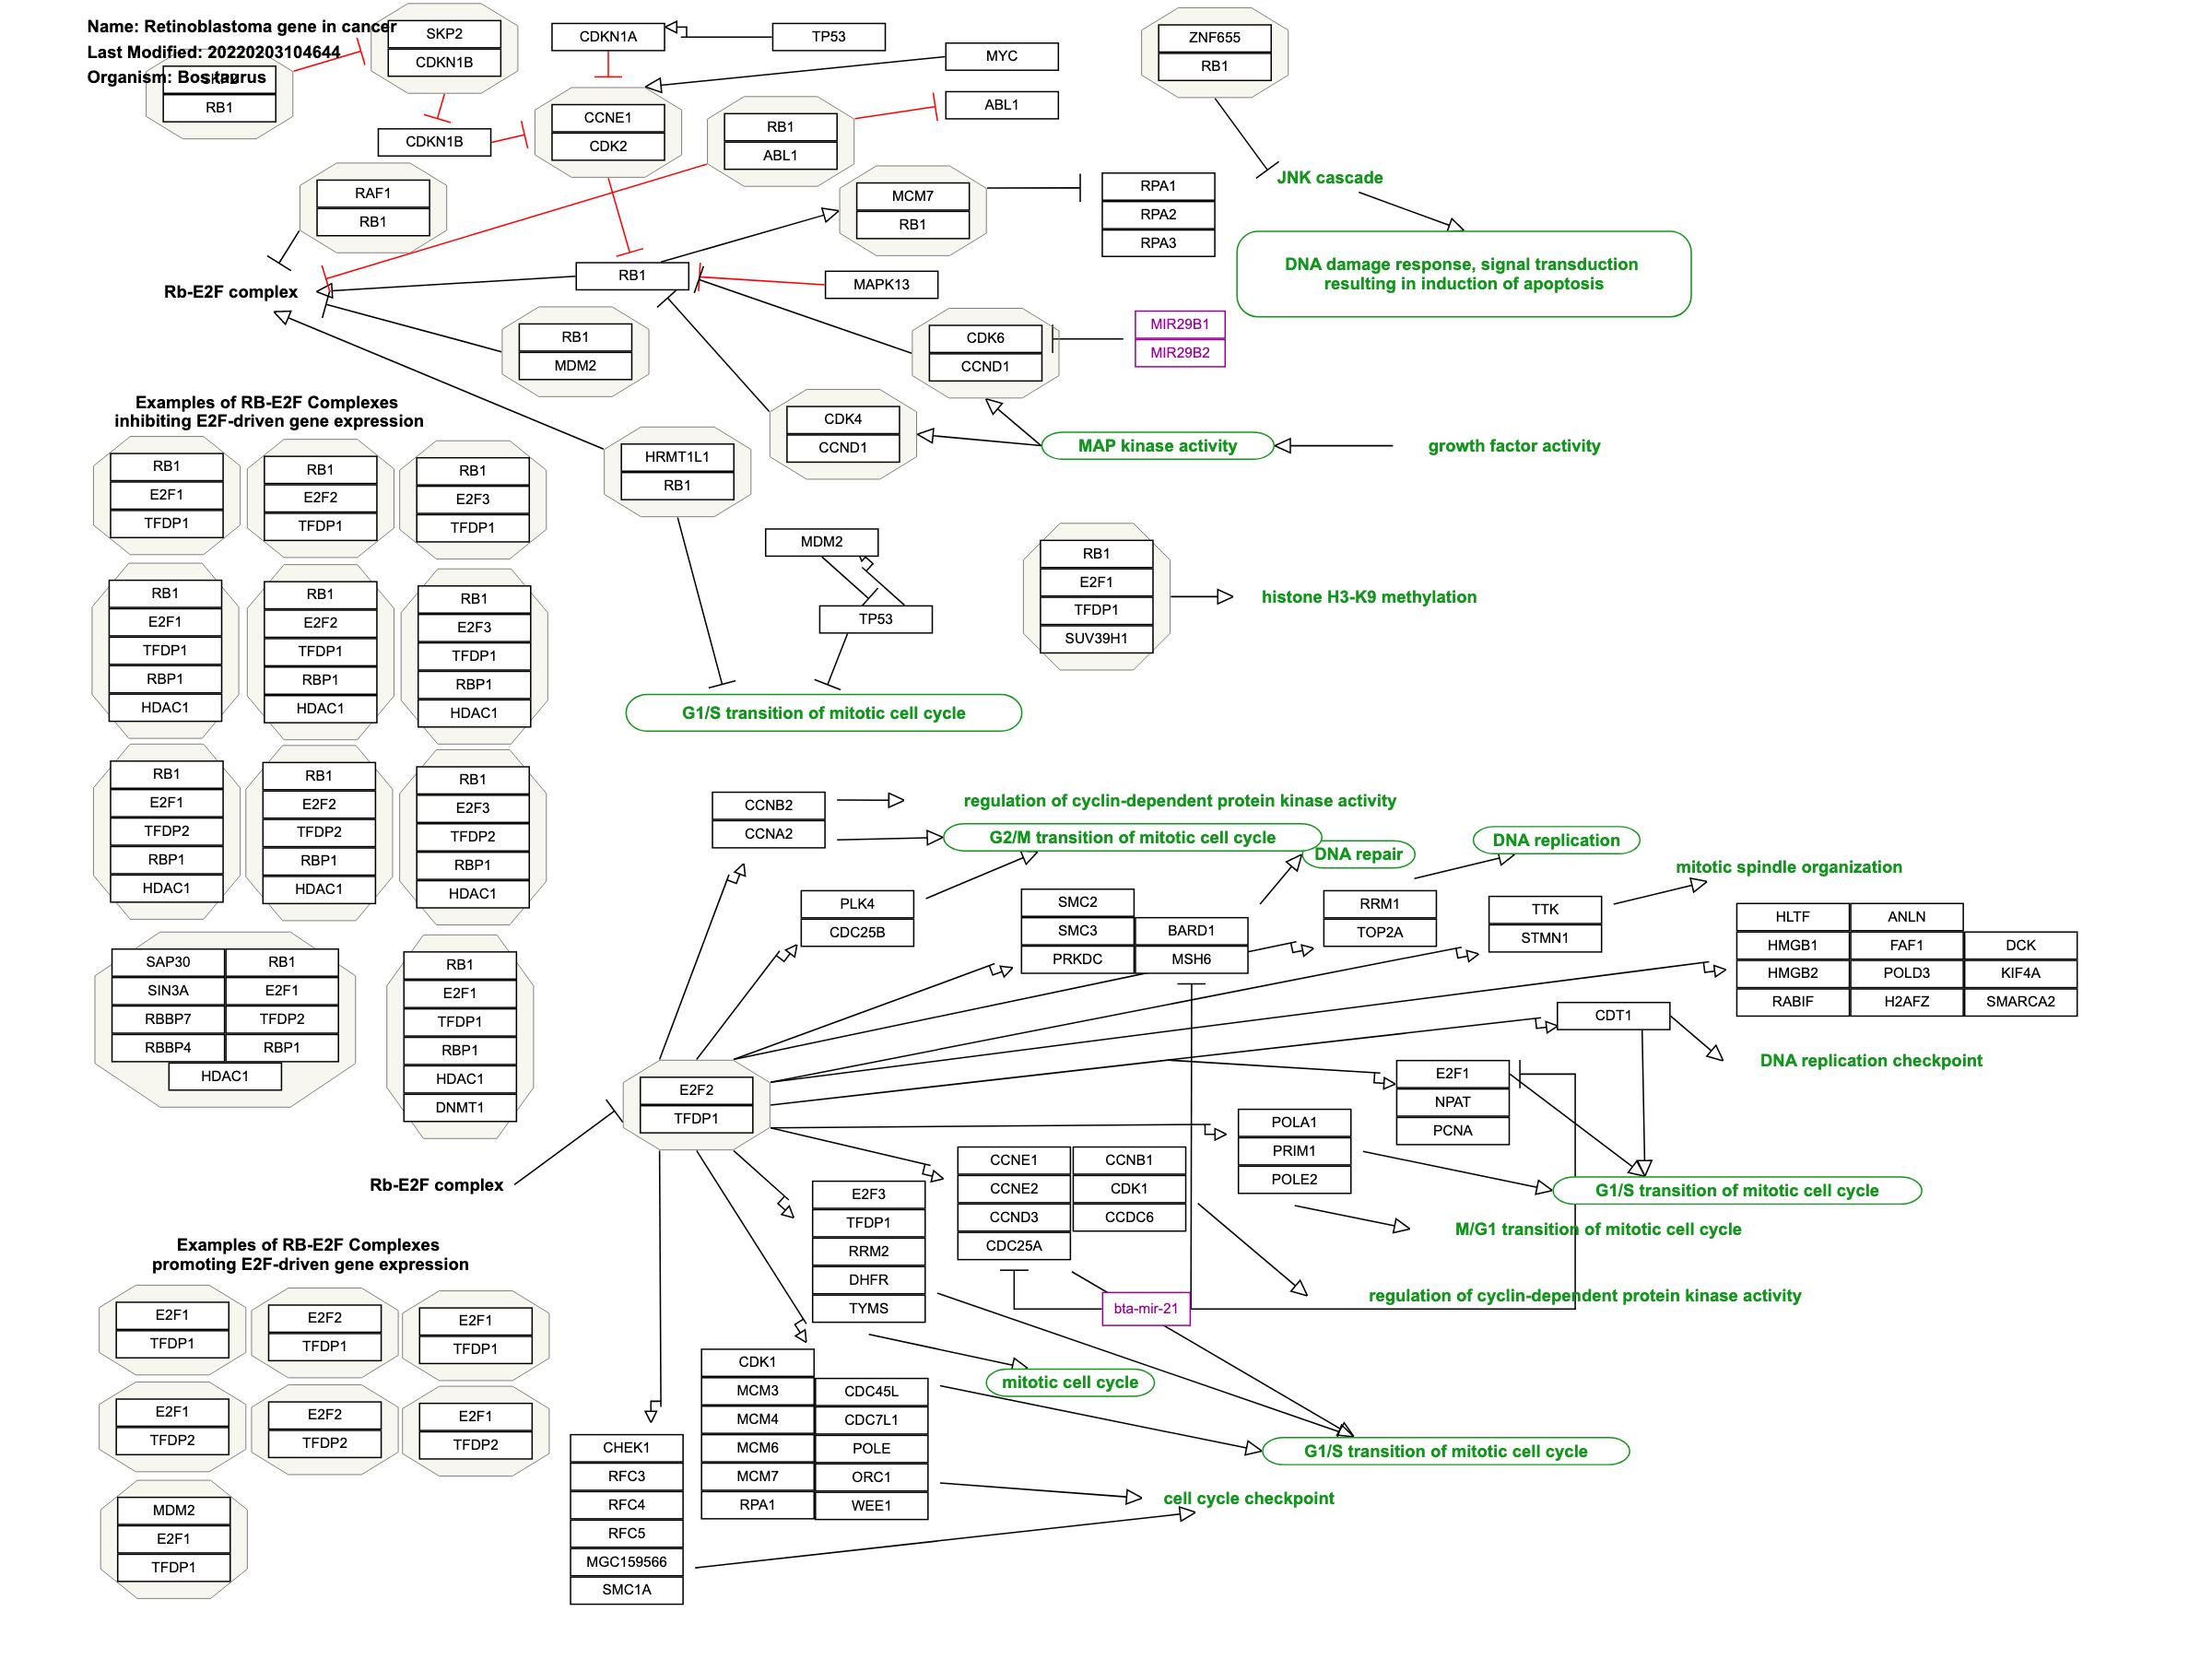 Name: Retinoblastoma gene in cancer
Last Modified: 20220203104644
Organism: Bos taurus
RB1
SKP2
CDKN1B
CDKN1A
TP53
MYC
ABL1
CDKN1B
CCNE1
CDK2
RB1
ABL1
ZNF655
RB1
JNK cascade
DNA damage response, signal transduction
resulting in induction of apoptosis
RAF1
RB1
MCM7
RB1
RPA1
RPA2
RPA3
Rb-E2F complex
RB1
MAPK13
RB1
MDM2
CDK6
CCND1
MIR29B1
MIR29B2
CDK4
CCND1
MAP kinase activity
growth factor activity
HRMT1L1
RB1
MDM2
TP53
G1/S transition of mitotic cell cycle
RB1
E2F1
TFDP1
SUV39H1
histone H3-K9 methylation
Examples of RB-E2F Complexes
inhibiting E2F-driven gene expression
RB1
E2F1
TFDP1
RB1
E2F2
TFDP1
RB1
E2F3
TFDP1
RB1
E2F1
TFDP1
RBP1
HDAC1
RB1
E2F2
TFDP1
RBP1
HDAC1
RB1
E2F3
TFDP1
RBP1
HDAC1
RB1
E2F1
TFDP2
RBP1
HDAC1
RB1
E2F2
TFDP2
RBP1
HDAC1
RB1
E2F3
TFDP2
RBP1
HDAC1
SAP30
SIN3A
RBBP7
RBBP4
RB1
E2F1
TFDP2
RBP1
HDAC1
RB1
E2F1
TFDP1
RBP1
HDAC1
DNMT1
CCNB2
CCNA2
regulation of cyclin-dependent protein kinase activity
G2/M transition of mitotic cell cycle
DNA repair
DNA replication
mitotic spindle organization
PLK4
CDC25B
SMC2
SMC3
PRKDC
BARD1
MSH6
RRM1
TOP2A
TTK
STMN1
HLTF
HMGB1
HMGB2
RABIF
ANLN
FAF1
POLD3
H2AFZ
DCK
KIF4A
SMARCA2
CDT1
DNA replication checkpoint
E2F2
TFDP1
E2F1
NPAT
PCNA
POLA1
PRIM1
POLE2
G1/S transition of mitotic cell cycle
M/G1 transition of mitotic cell cycle
Rb-E2F complex
CCNE1
CCNE2
CCND3
CDC25A
CCNB1
CDK1
CCDC6
regulation of cyclin-dependent protein kinase activity
E2F3
TFDP1
RRM2
DHFR
TYMS
bta-mir-21
mitotic cell cycle
CDK1
MCM3
MCM4
MCM6
MCM7
RPA1
CDC45L
CDC7L1
POLE
ORC1
WEE1
G1/S transition of mitotic cell cycle
cell cycle checkpoint
CHEK1
RFC3
RFC4
RFC5
MGC159566
SMC1A
Examples of RB-E2F Complexes
promoting E2F-driven gene expression
E2F1
TFDP1
E2F2
TFDP1
E2F1
TFDP1
E2F1
TFDP2
E2F2
TFDP2
E2F1
TFDP2
MDM2
E2F1
TFDP1